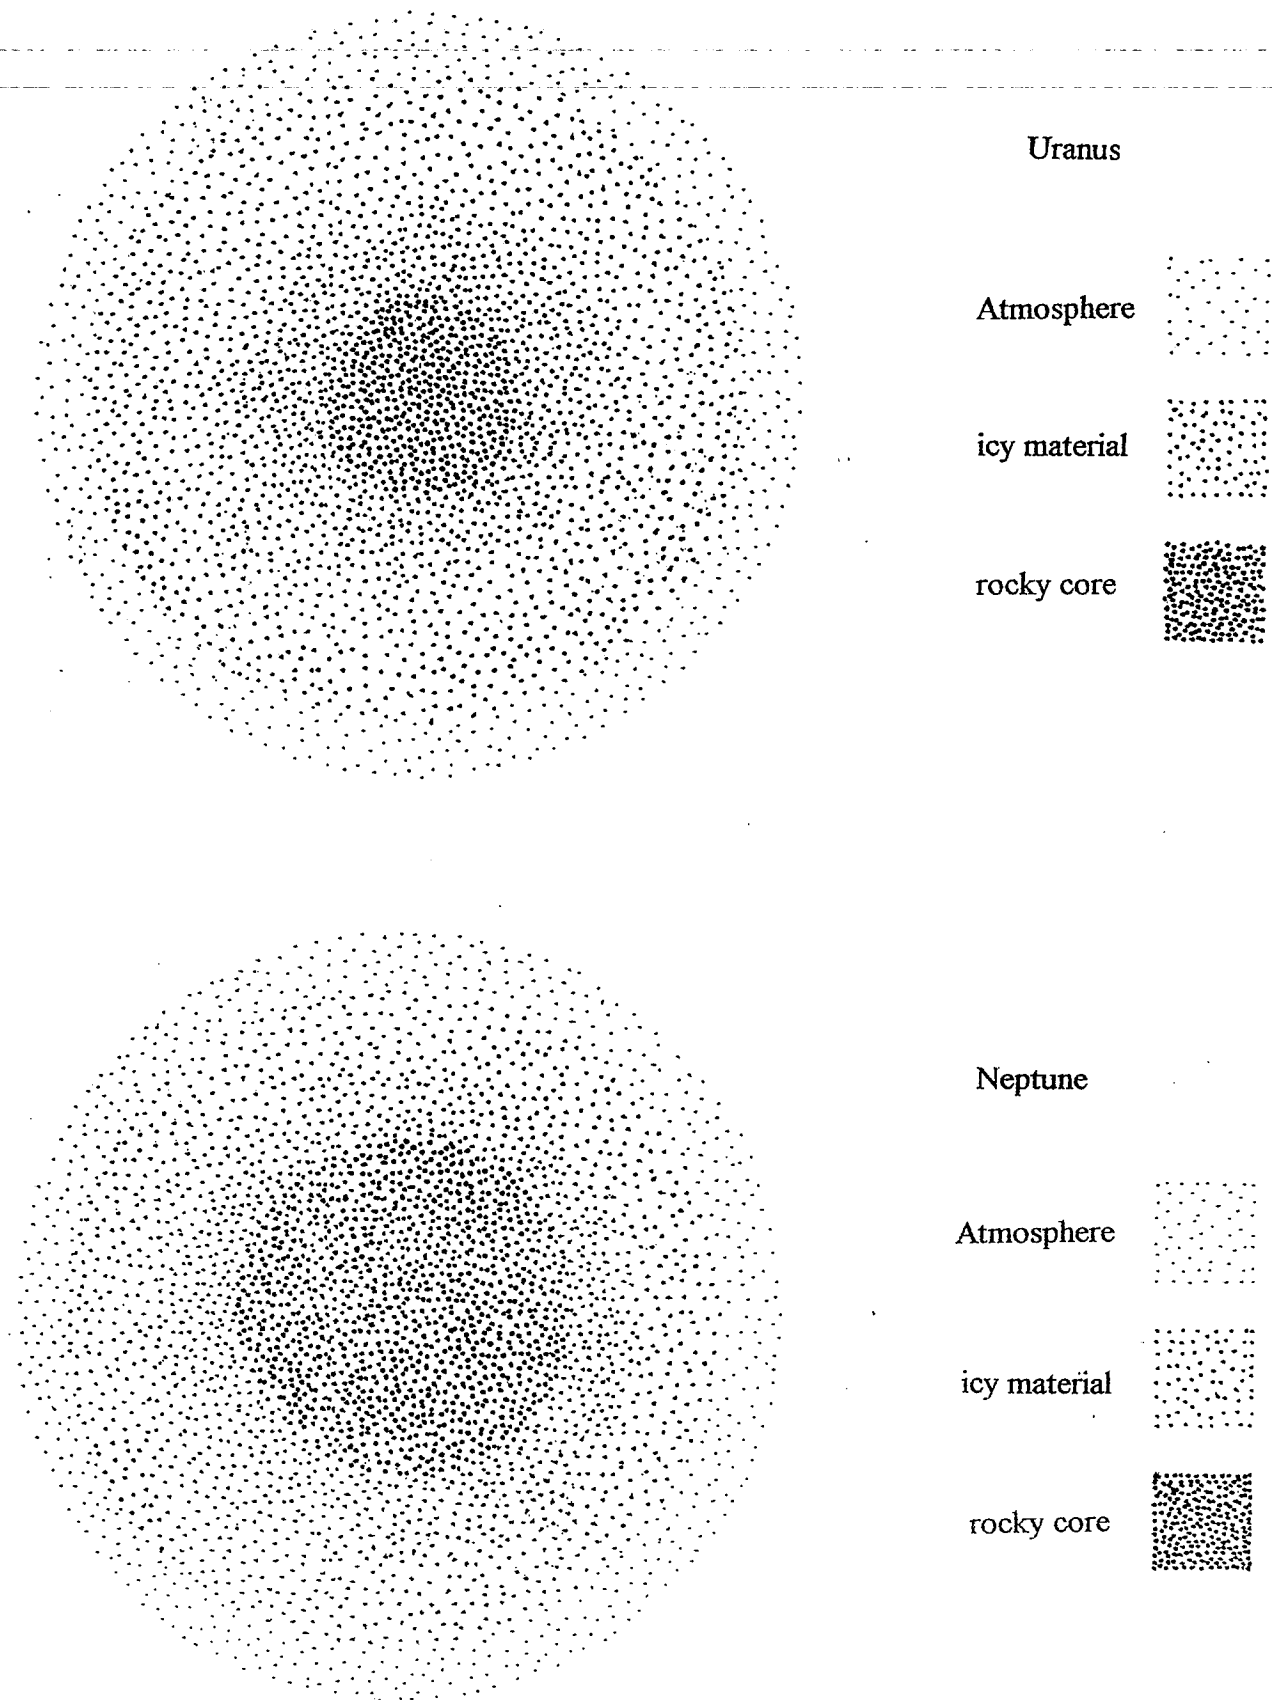 Uranus
Atmosphere
icy material
rocky core
Neptune
Atmosphere
icy material
rocky core